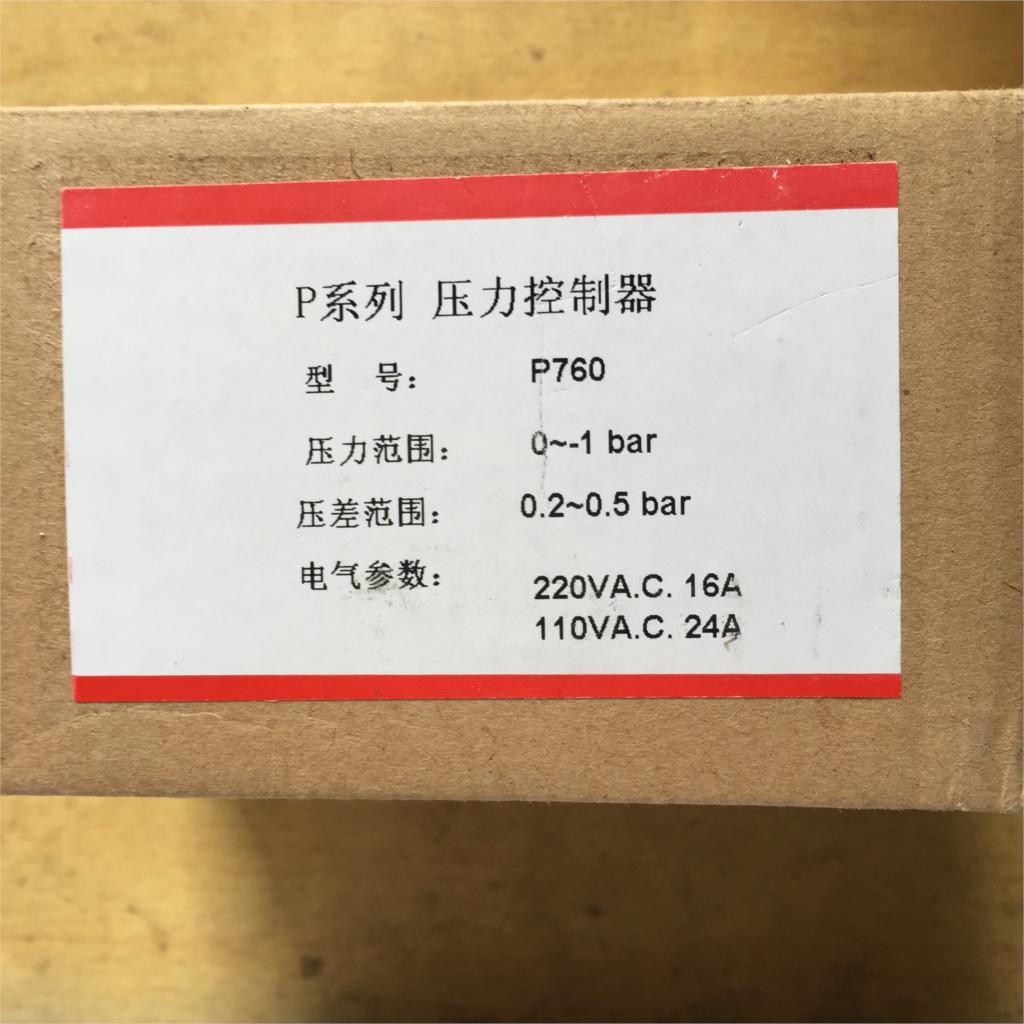 P系列 压力控制器
型 号： P760
压力范围： 0~-1 bar
压差范围： 0.2~0.5 bar
电气参数： 220VA.C. 16A
110VA.C. 24A